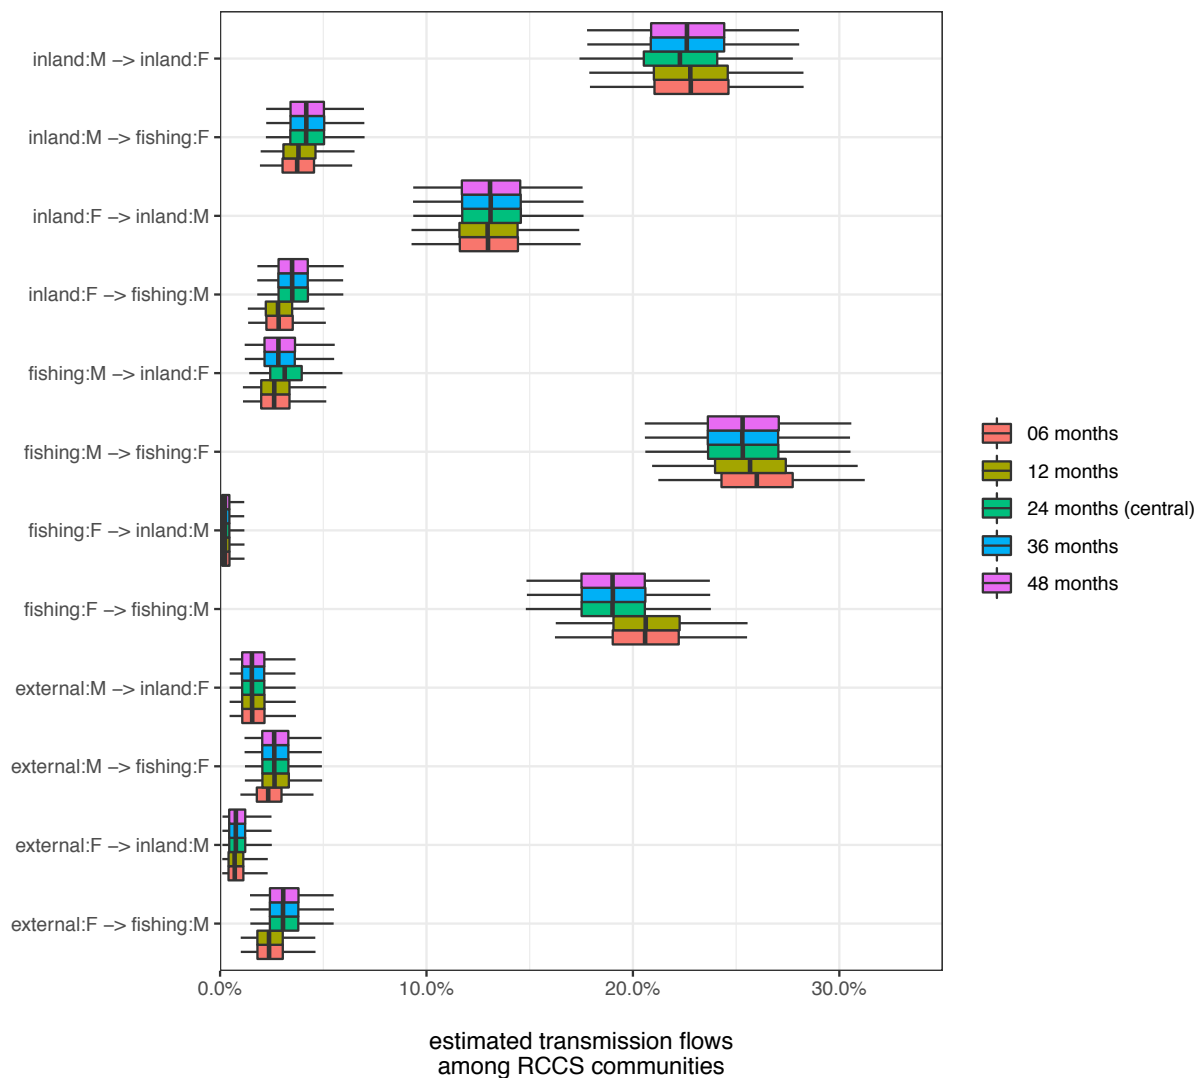 inland:M −> inland:F
inland:M −> fishing:F
inland:F −> inland:M
inland:F −> fishing:M
fishing:M −> inland:F
fishing:M −> fishing:F
fishing:F −> inland:M
fishing:F −> fishing:M
external:M −> inland:F
external:M −> fishing:F
external:F −> inland:M
external:F −> fishing:M
0.0% 10.0% 20.0% 30.0%
estimated transmission flows
among RCCS communities
06 months
12 months
24 months (central)
36 months
48 months